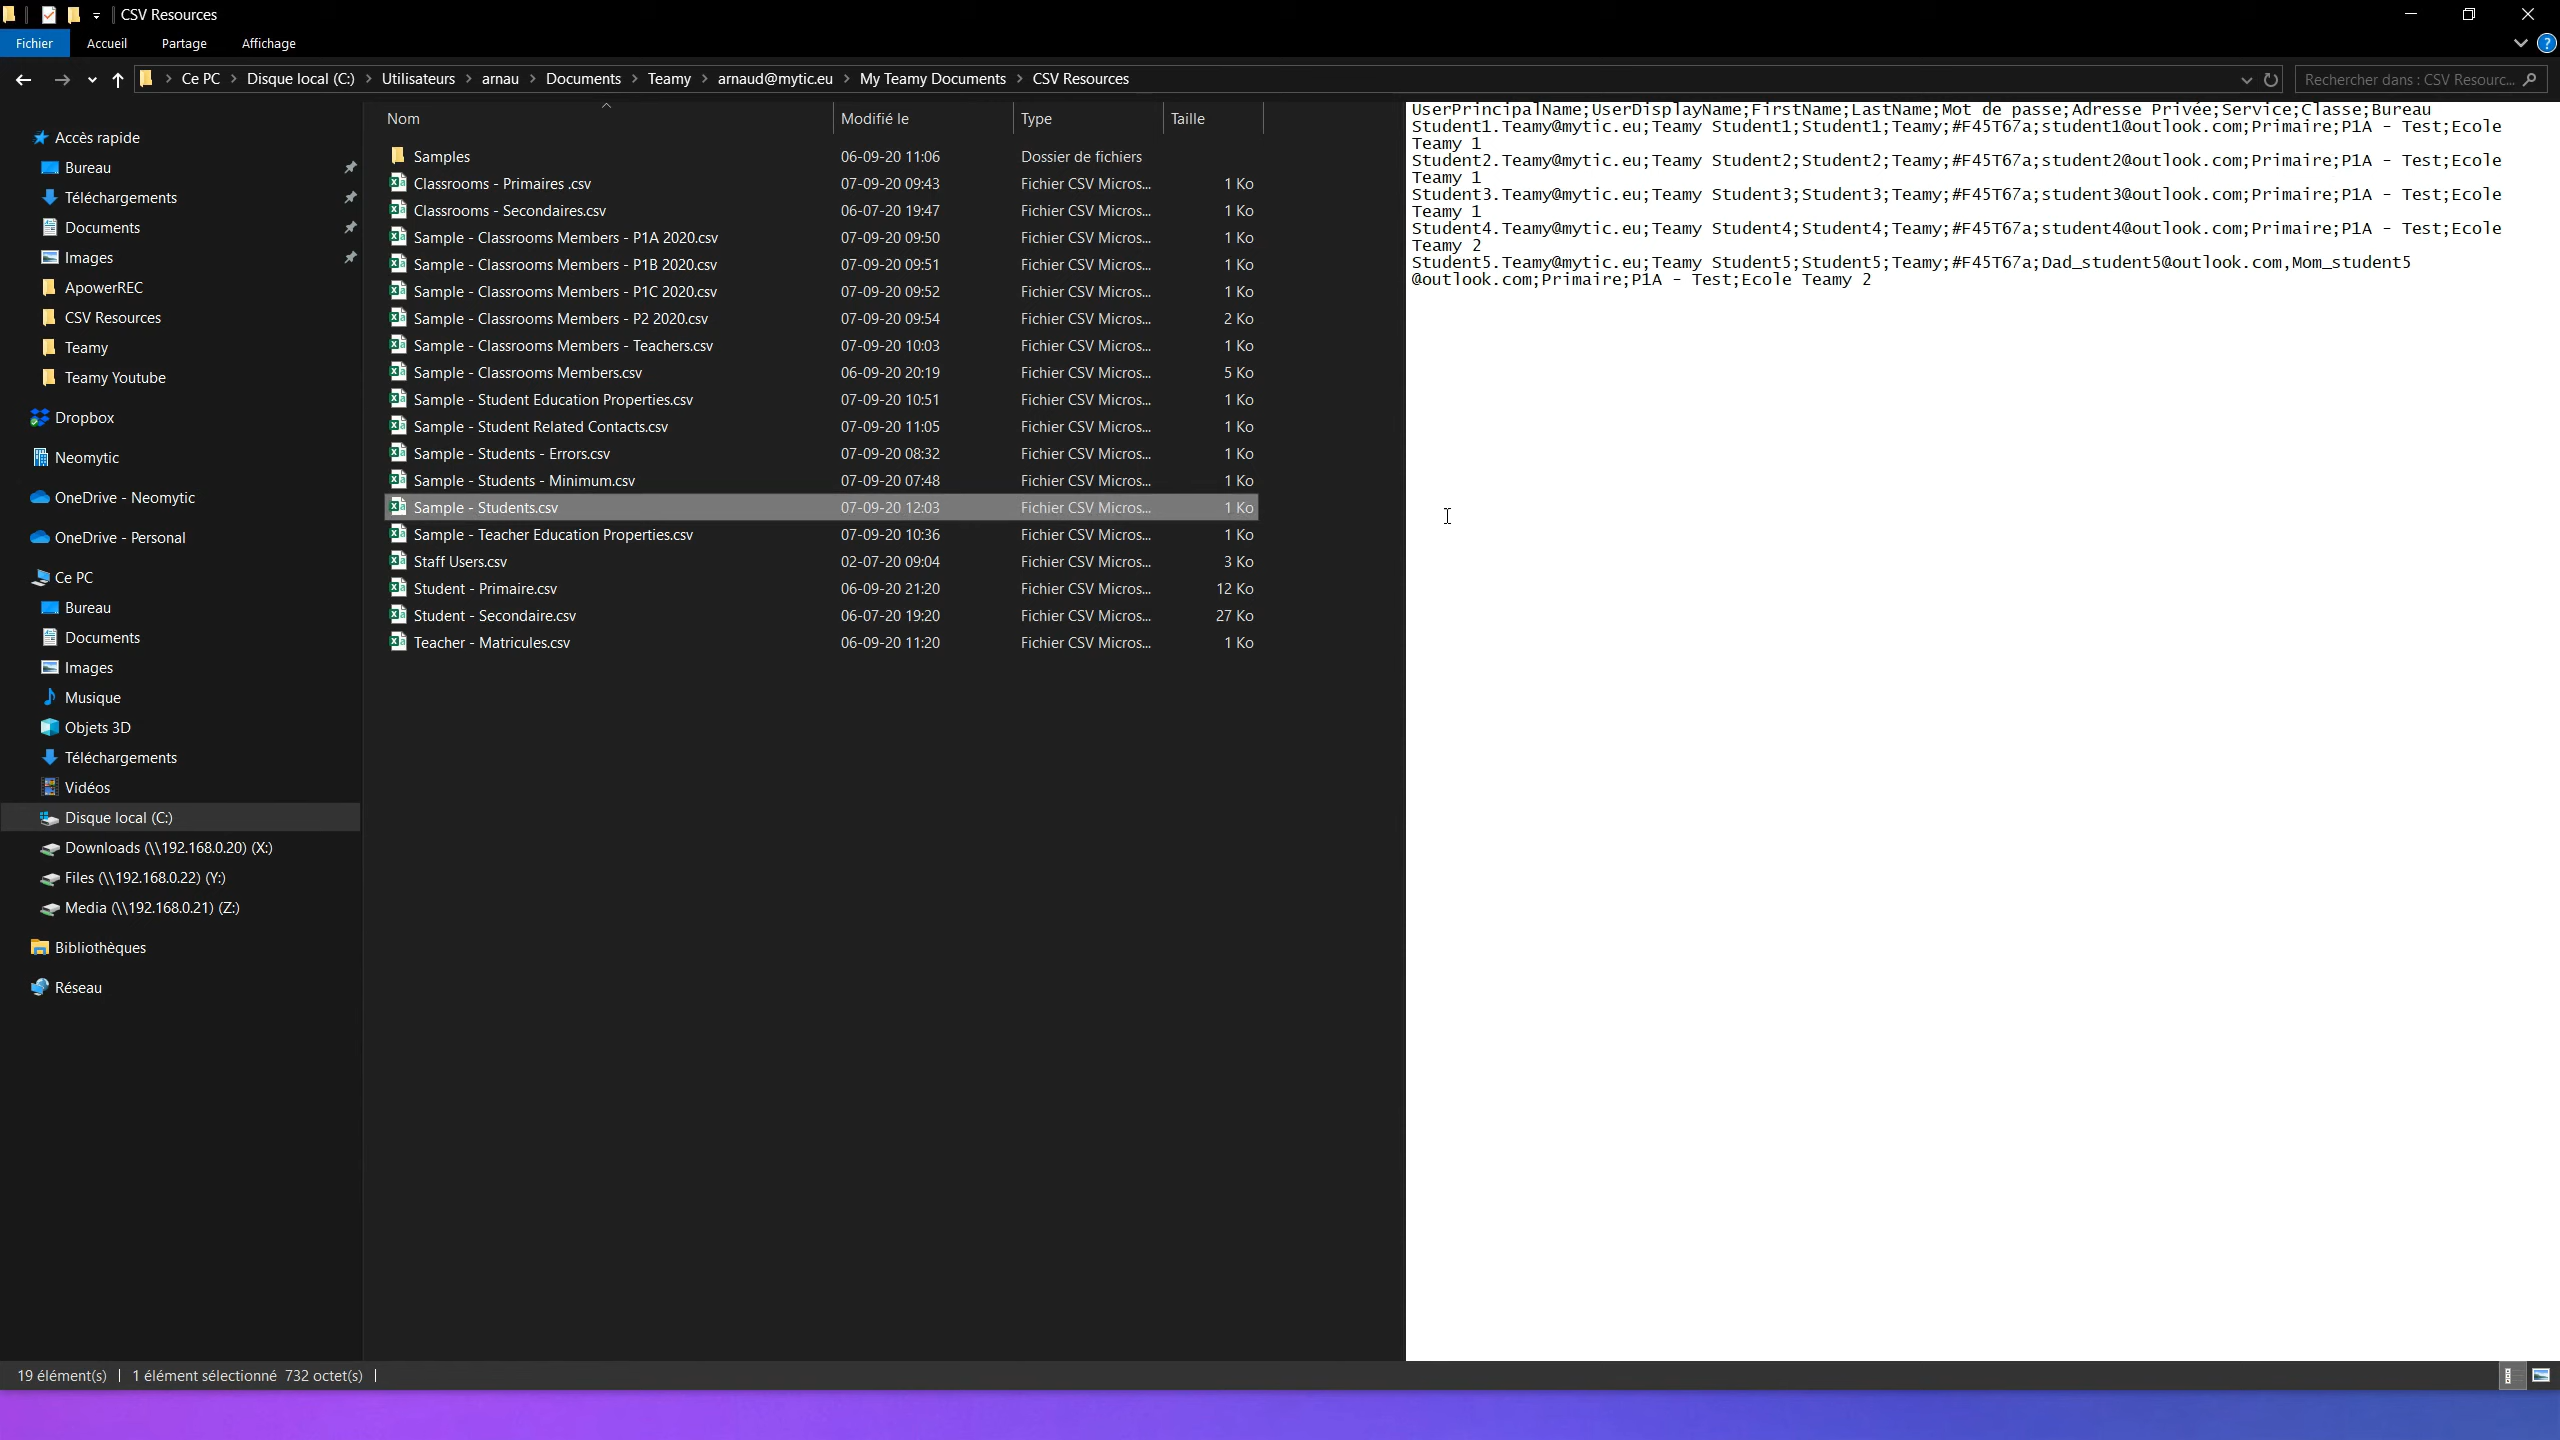 CSV Resources
Fichier Accueil Partage Affichage
Ce PC Disque local (C:) Utilisateurs arnau Documents Teamy arnaud@mytic.eu My Teamy Documents CSV Resources
Rechercher dans : CSV Resourc...
Accès rapide
Bureau
Téléchargements
Documents
Images
ApowerREC
CSV Resources
Teamy
Teamy Youtube
Dropbox
Neomytic
OneDrive - Neomytic
OneDrive - Personal
Ce PC
Bureau
Documents
Images
Musique
Objets 3D
Téléchargements
Vidéos
Disque local (C:)
Downloads (\\192.168.0.20) (X:)
Files (\\192.168.0.22) (Y:)
Media (\\192.168.0.21) (Z:)
Bibliothèques
Réseau
Nom Modifié le Type Taille
Samples 06-09-20 11:06 Dossier de fichiers
Classrooms - Primaires .csv 07-09-20 09:43 Fichier CSV Micros... 1 Ko
Classrooms - Secondaires.csv 06-07-20 19:47 Fichier CSV Micros... 1 Ko
Sample - Classrooms Members - P1A 2020.csv 07-09-20 09:50 Fichier CSV Micros... 1 Ko
Sample - Classrooms Members - P1B 2020.csv 07-09-20 09:51 Fichier CSV Micros... 1 Ko
Sample - Classrooms Members - P1C 2020.csv 07-09-20 09:52 Fichier CSV Micros... 1 Ko
Sample - Classrooms Members - P2 2020.csv 07-09-20 09:54 Fichier CSV Micros... 2 Ko
Sample - Classrooms Members - Teachers.csv 07-09-20 10:03 Fichier CSV Micros... 1 Ko
Sample - Classrooms Members.csv 06-09-20 20:19 Fichier CSV Micros... 5 Ko
Sample - Student Education Properties.csv 07-09-20 10:51 Fichier CSV Micros... 1 Ko
Sample - Student Related Contacts.csv 07-09-20 11:05 Fichier CSV Micros... 1 Ko
Sample - Students - Errors.csv 07-09-20 08:32 Fichier CSV Micros... 1 Ko
Sample - Students - Minimum.csv 07-09-20 07:48 Fichier CSV Micros... 1 Ko
Sample - Students.csv 07-09-20 12:03 Fichier CSV Micros... 1 Ko
Sample - Teacher Education Properties.csv 07-09-20 10:36 Fichier CSV Micros... 1 Ko
Staff Users.csv 02-07-20 09:04 Fichier CSV Micros... 3 Ko
Student - Primaire.csv 06-09-20 21:20 Fichier CSV Micros... 12 Ko
Student - Secondaire.csv 06-07-20 19:20 Fichier CSV Micros... 27 Ko
Teacher - Matricules.csv 06-09-20 11:20 Fichier CSV Micros... 1 Ko
UserPrincipalName;UserDisplayName;FirstName;LastName;Mot de passe;Adresse Privée;Service;Classe;Bureau
Student1.Teamy@mytic.eu;Teamy Student1;Student1;Teamy;#F45T67a;student1@outlook.com;Primaire;P1A - Test;Ecole
Teamy 1
Student2.Teamy@mytic.eu;Teamy Student2;Student2;Teamy;#F45T67a;student2@outlook.com;Primaire;P1A - Test;Ecole
Teamy 1
Student3.Teamy@mytic.eu;Teamy Student3;Student3;Teamy;#F45T67a;student3@outlook.com;Primaire;P1A - Test;Ecole
Teamy 1
Student4.Teamy@mytic.eu;Teamy Student4;Student4;Teamy;#F45T67a;student4@outlook.com;Primaire;P1A - Test;Ecole
Teamy 2
Student5.Teamy@mytic.eu;Teamy Student5;Student5;Teamy;#F45T67a;Dad_student5@outlook.com,Mom_student5
@outlook.com;Primaire;P1A - Test;Ecole Teamy 2
19 élément(s) 1 élément sélectionné 732 octet(s)